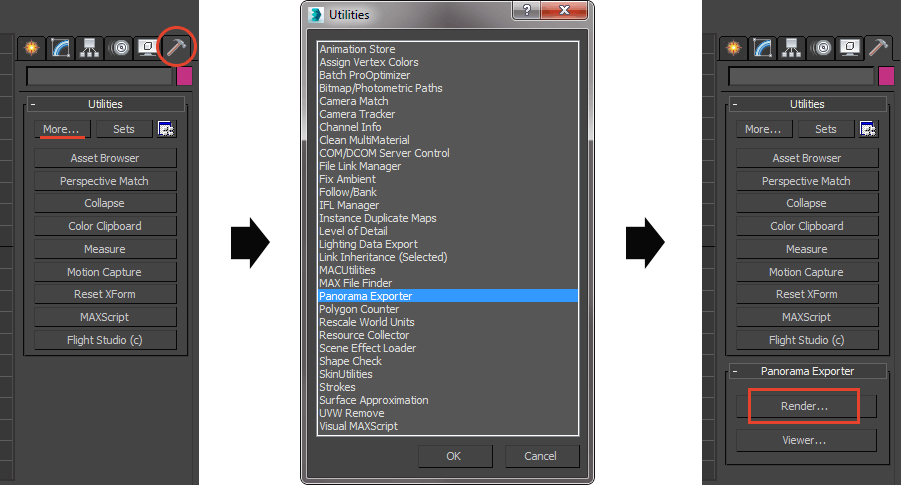 - Utilities
More... Sets
Asset Browser
Perspective Match
Collapse
Color Clipboard
Measure
Motion Capture
Reset XForm
MAXScript
Flight Studio (c)
Utilities
Animation Store
Assign Vertex Colors
Batch ProOptimizer
Bitmap/Photometric Paths
Camera Match
Camera Tracker
Channel Info
Clean MultiMaterial
COM/DCOM Server Control
File Link Manager
Fix Ambient
Follow/Bank
IFL Manager
Instance Duplicate Maps
Level of Detail
Lighting Data Export
Link Inheritance (Selected)
MACUtilities
MAX File Finder
Panorama Exporter
Polygon Counter
Rescale World Units
Resource Collector
Scene Effect Loader
Shape Check
SkinUtilities
Strokes
Surface Approximation
UVW Remove
Visual MAXScript
OK Cancel
- Utilities
More... Sets
Asset Browser
Perspective Match
Collapse
Color Clipboard
Measure
Motion Capture
Reset XForm
MAXScript
Flight Studio (c)
- Panorama Exporter
Render...
Viewer...